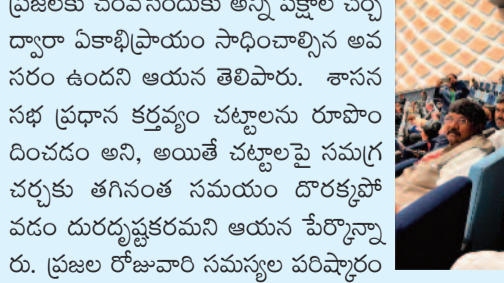 ప్రజలకు చేరవేసేందుకు అన్ని పక్షాల చర్చ
ద్వారా ఏకాభిప్రాయం సాధించాల్సిన అవ
సరం ఉందని ఆయన తెలిపారు. శాసన
సభ ప్రధాన కర్తవ్యం చట్టాలను రూపొం
దించడం అని, అయితే చట్టాలపై సమగ్ర
చర్చకు తగినంత సమయం దొరక్కపో
వడం దురదృష్టకరమని ఆయన పేర్కొన్నా
రు. ప్రజల రోజువారి సమస్యల పరిష్కారం